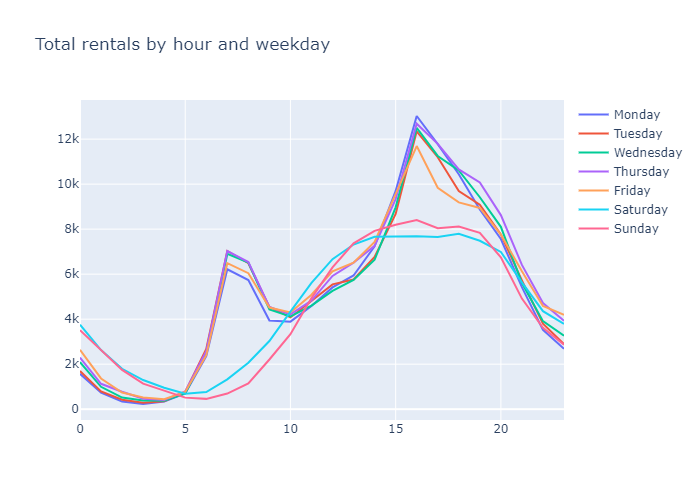 Total rentals by hour and weekday
12k
10k
8k
6k
4k
2k
0
0 5 10 15 20
Monday
Tuesday
Wednesday
Thursday
Friday
Saturday
Sunday